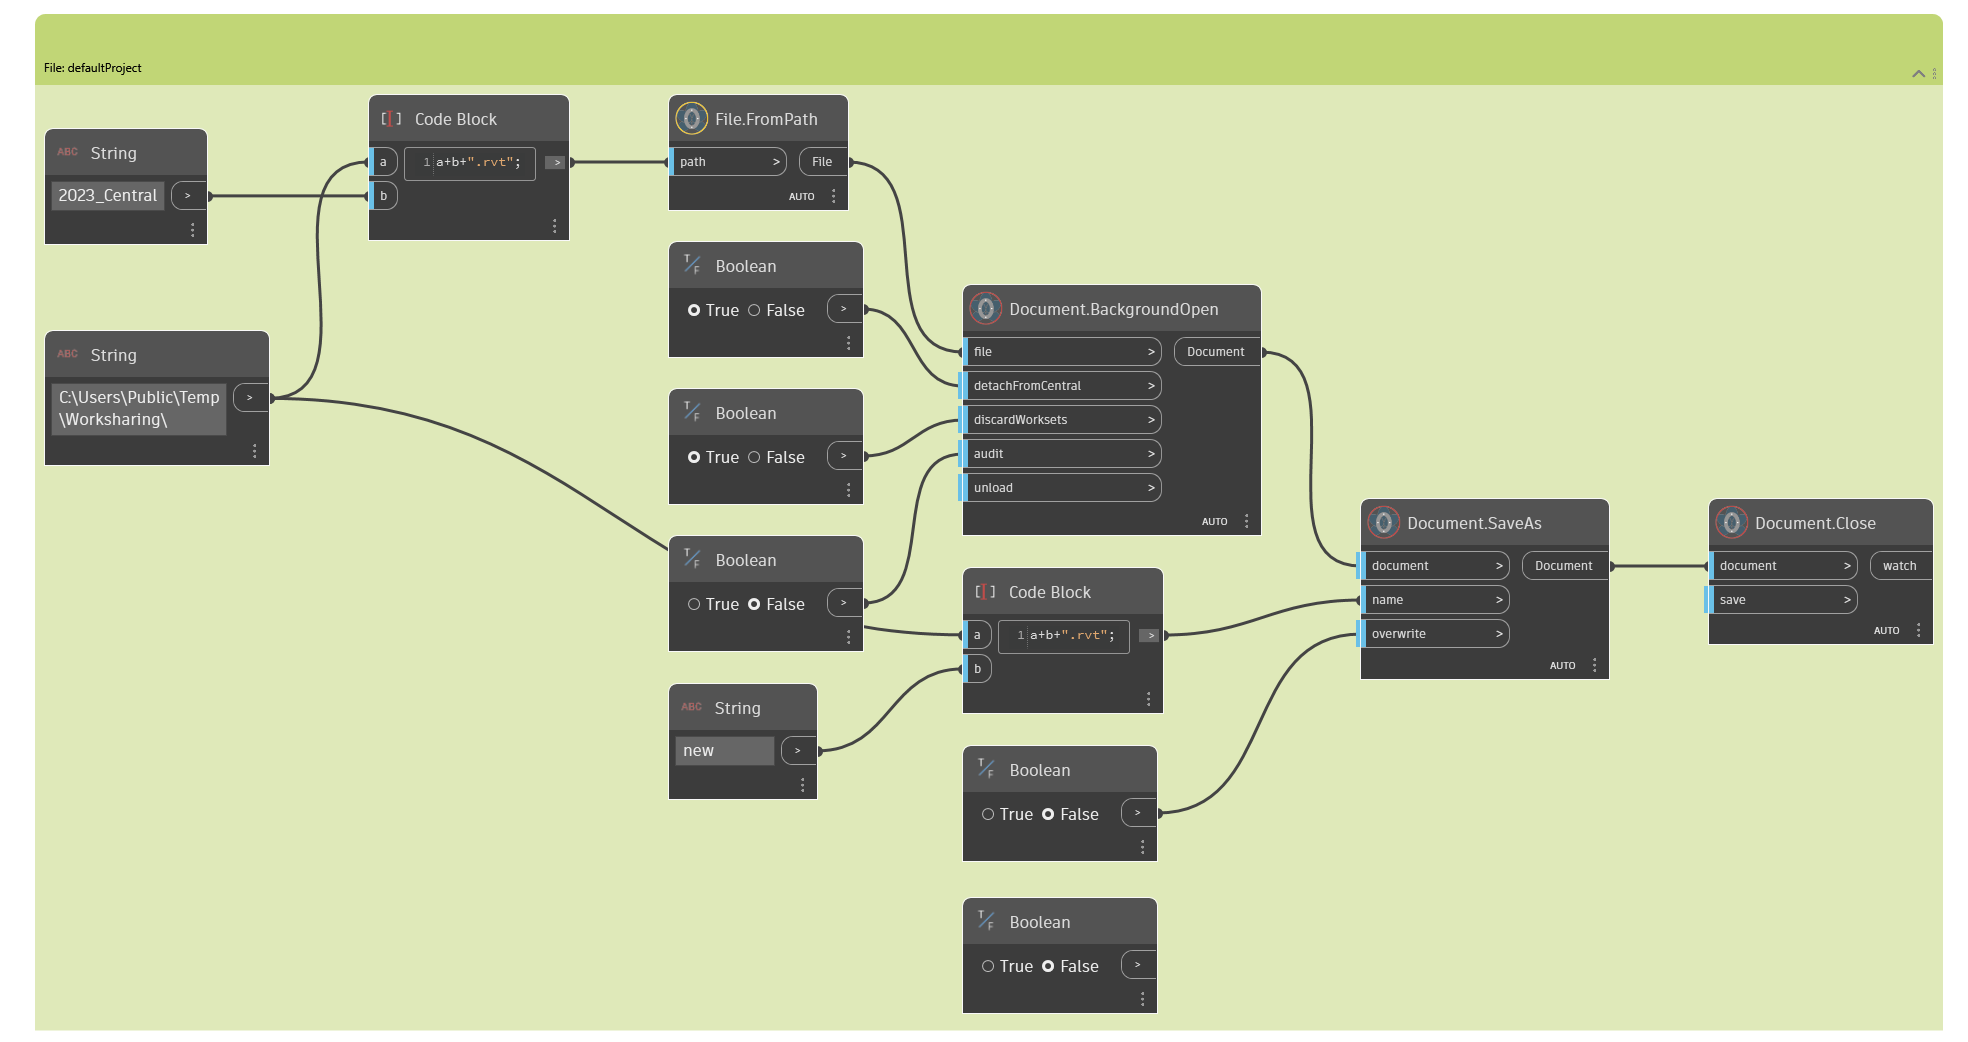 File: defaultProject
ABC String
2023_Central >
ABC String
C:\Users\Public\Temp
\Worksharing\ >
[I] Code Block
a 1 a+b+".rvt"; >
b
File.FromPath
path > File
AUTO
T/F Boolean
True False >
T/F Boolean
True False >
T/F Boolean
True False >
ABC String
new >
Document.BackgroundOpen
file > Document
detachFromCentral >
discardWorksets >
audit >
unload >
AUTO
[I] Code Block
a 1 a+b+".rvt"; >
b
T/F Boolean
True False >
T/F Boolean
True False >
Document.SaveAs
document > Document
name >
overwrite >
AUTO
Document.Close
document > watch
save >
AUTO